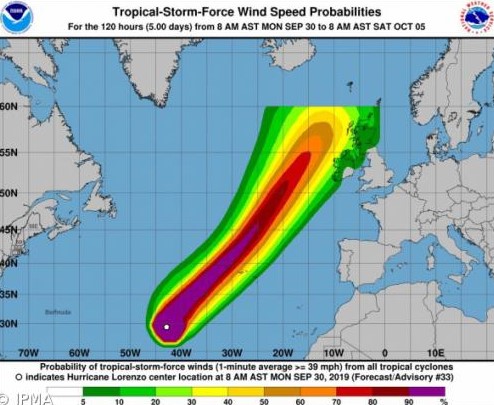 Tropical-Storm-Force Wind Speed Probabilities
For the 120 hours (5.00 days) from 8 AM AST MON SEP 30 to 8 AM AST SAT OCT 05
60N
55N
50N
45N
40N
35N
30N
Bermuda
70W 60W 50W 40W 30W 20W 10W 0 10E
Probability of tropical-storm-force winds (1-minute average >= 39 mph) from all tropical cyclones
O indicates Hurricane Lorenzo center location at 8 AM AST MON SEP 30, 2019 (Forecast/Advisory #33)
5 10 20 30 40 50 60 70 80 90 %
© IPMA